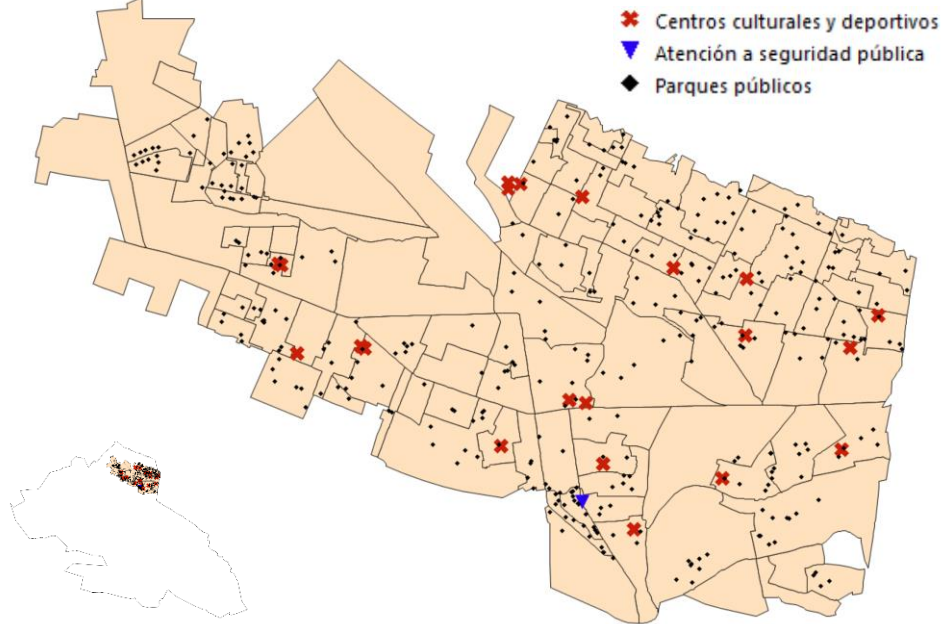 Centros culturales y deportivos
Atención a seguridad pública
Parques públicos